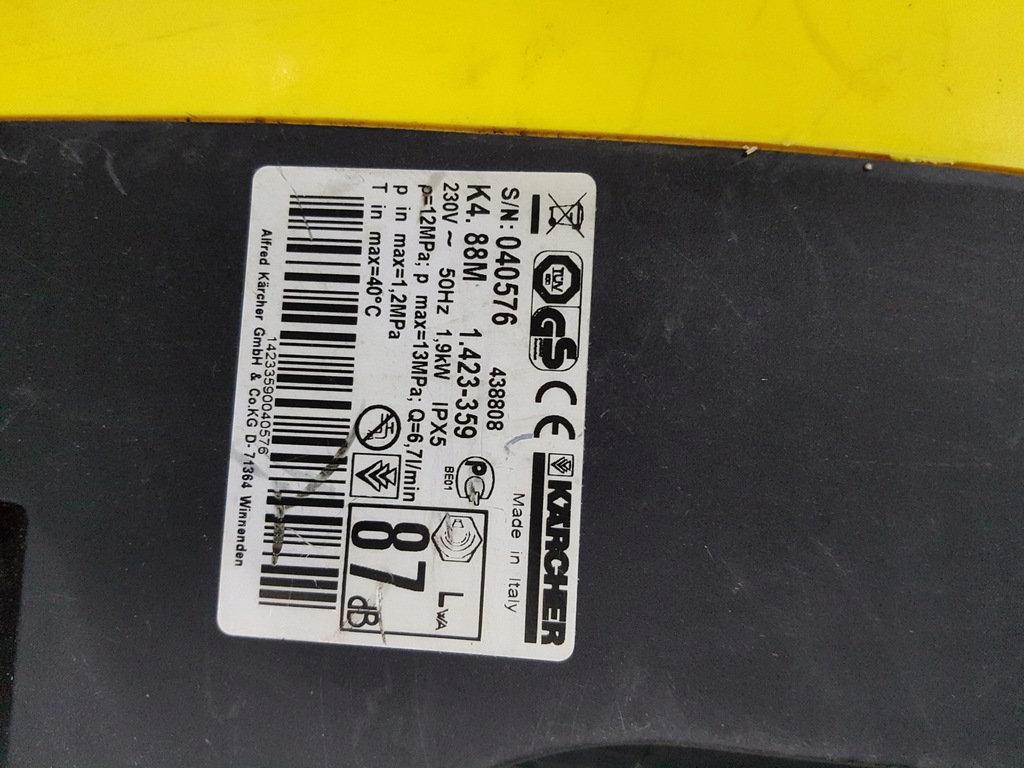 KÄRCHER
Made in Italy
TÜV
GS
CE
S/N: 040576
438808
K4. 88M 1.423-359
230V ~ 50Hz 1,9kW IPX5
BE01
p=12MPa; p max=13MPa; Q=6,7l/min
p in max=1,2MPa
T in max=40°C
LWA
87
dB
14233590040576
Alfred Kärcher GmbH & Co.KG D- 71364 Winnenden